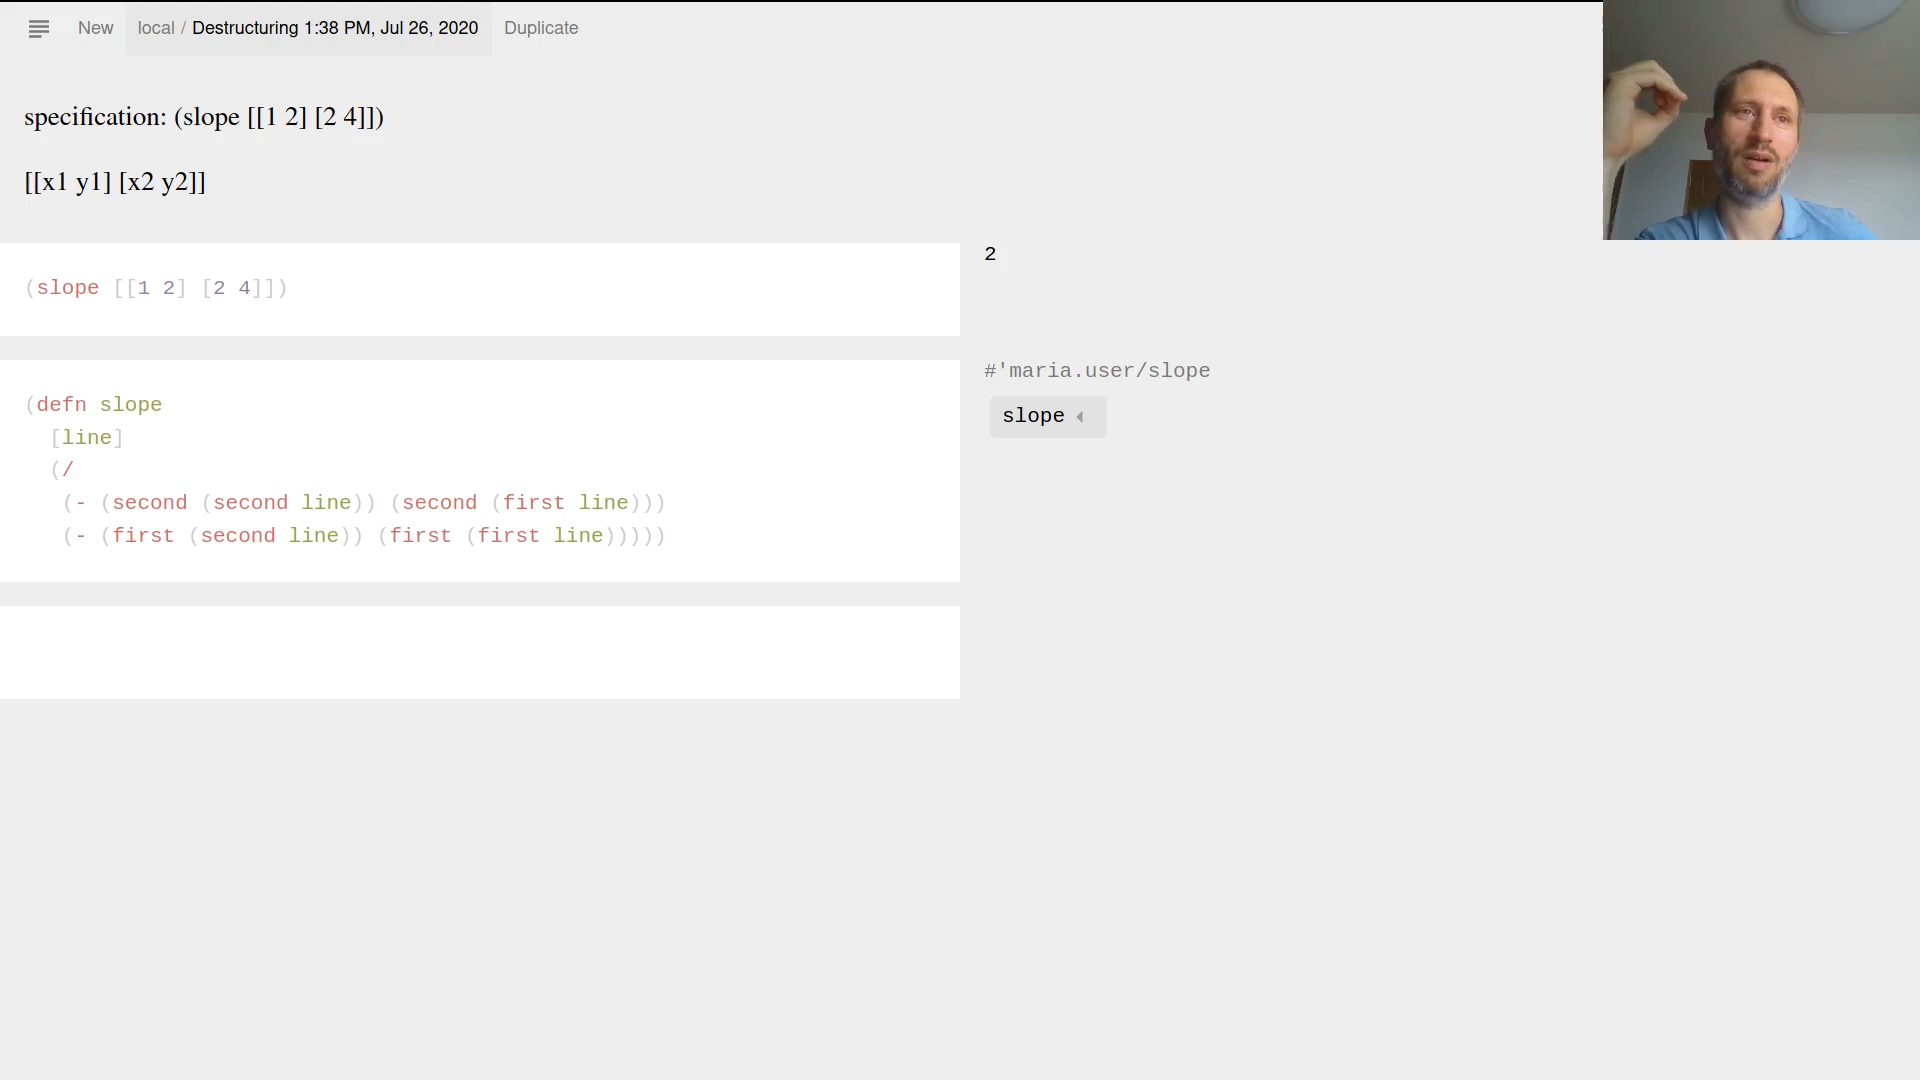 New local / Destructuring 1:38 PM, Jul 26, 2020 Duplicate
specification: (slope [[1 2] [2 4]])
[[x1 y1] [x2 y2]]
2
(slope [[1 2] [2 4]])
#'maria.user/slope
(defn slope
slope
[line]
(/
(- (second (second line)) (second (first line)))
(- (first (second line)) (first (first line)))))